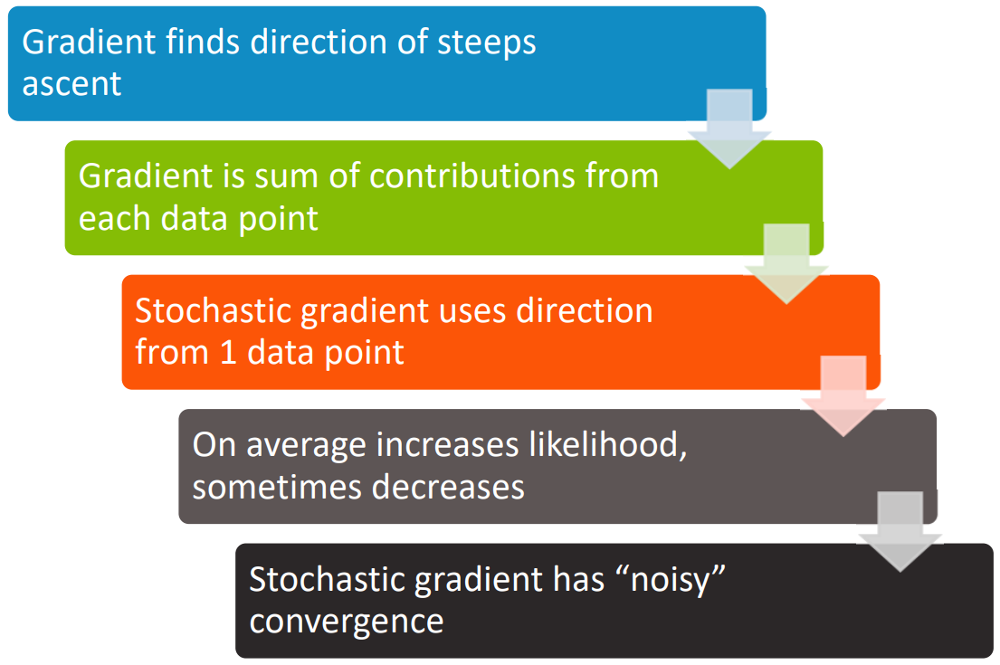 Gradient finds direction of steeps
ascent
Gradient is sum of contributions from
each data point
Stochastic gradient uses direction
from 1 data point
On average increases likelihood,
sometimes decreases
Stochastic gradient has “noisy”
convergence